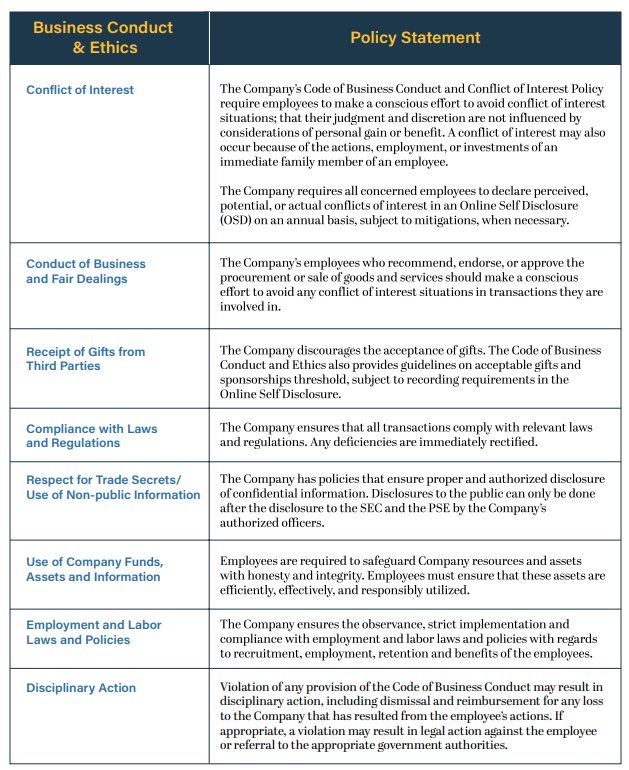 Business Conduct
& Ethics
Policy Statement
Conflict of Interest
The Company's Code of Business Conduct and Conflict of Interest Policy
require employees to make a conscious effort to avoid conflict of interest
situations; that their judgment and discretion are not influenced by
considerations of personal gain or benefit. A conflict of interest may also
occur because of the actions, employment, or investments of an
immediate family member of an employee.
The Company requires all concerned employees to declare perceived,
potential, or actual conflicts of interest in an Online Self Disclosure
(OSD) on an annual basis, subject to mitigations, when necessary.
Conduct of Business
and Fair Dealings
The Company's employees who recommend, endorse, or approve the
procurement or sale of goods and services should make a conscious
effort to avoid any conflict of interest situations in transactions they are
involved in.
Receipt of Gifts from
Third Parties
The Company discourages the acceptance of gifts. The Code of Business
Conduct and Ethics also provides guidelines on acceptable gifts and
sponsorships threshold, subject to recording requirements in the
Online Self Disclosure.
Compliance with Laws
and Regulations
The Company ensures that all transactions comply with relevant laws
and regulations. Any deficiencies are immediately rectified.
Respect for Trade Secrets/
Use of Non-public Information
The Company has policies that ensure proper and authorized disclosure
of confidential information. Disclosures to the public can only be done
after the disclosure to the SEC and the PSE by the Company's
authorized officers.
Use of Company Funds,
Assets and Information
Employees are required to safeguard Company resources and assets
with honesty and integrity. Employees must ensure that these assets are
efficiently, effectively, and responsibly utilized.
Employment and Labor
Laws and Policies
The Company ensures the observance, strict implementation and
compliance with employment and labor laws and policies with regards
to recruitment, employment, retention and benefits of the employees.
Disciplinary Action
Violation of any provision of the Code of Business Conduct may result in
disciplinary action, including dismissal and reimbursement for any loss
to the Company that has resulted from the employee's actions. If
appropriate, a violation may result in legal action against the employee
or referral to the appropriate government authorities.